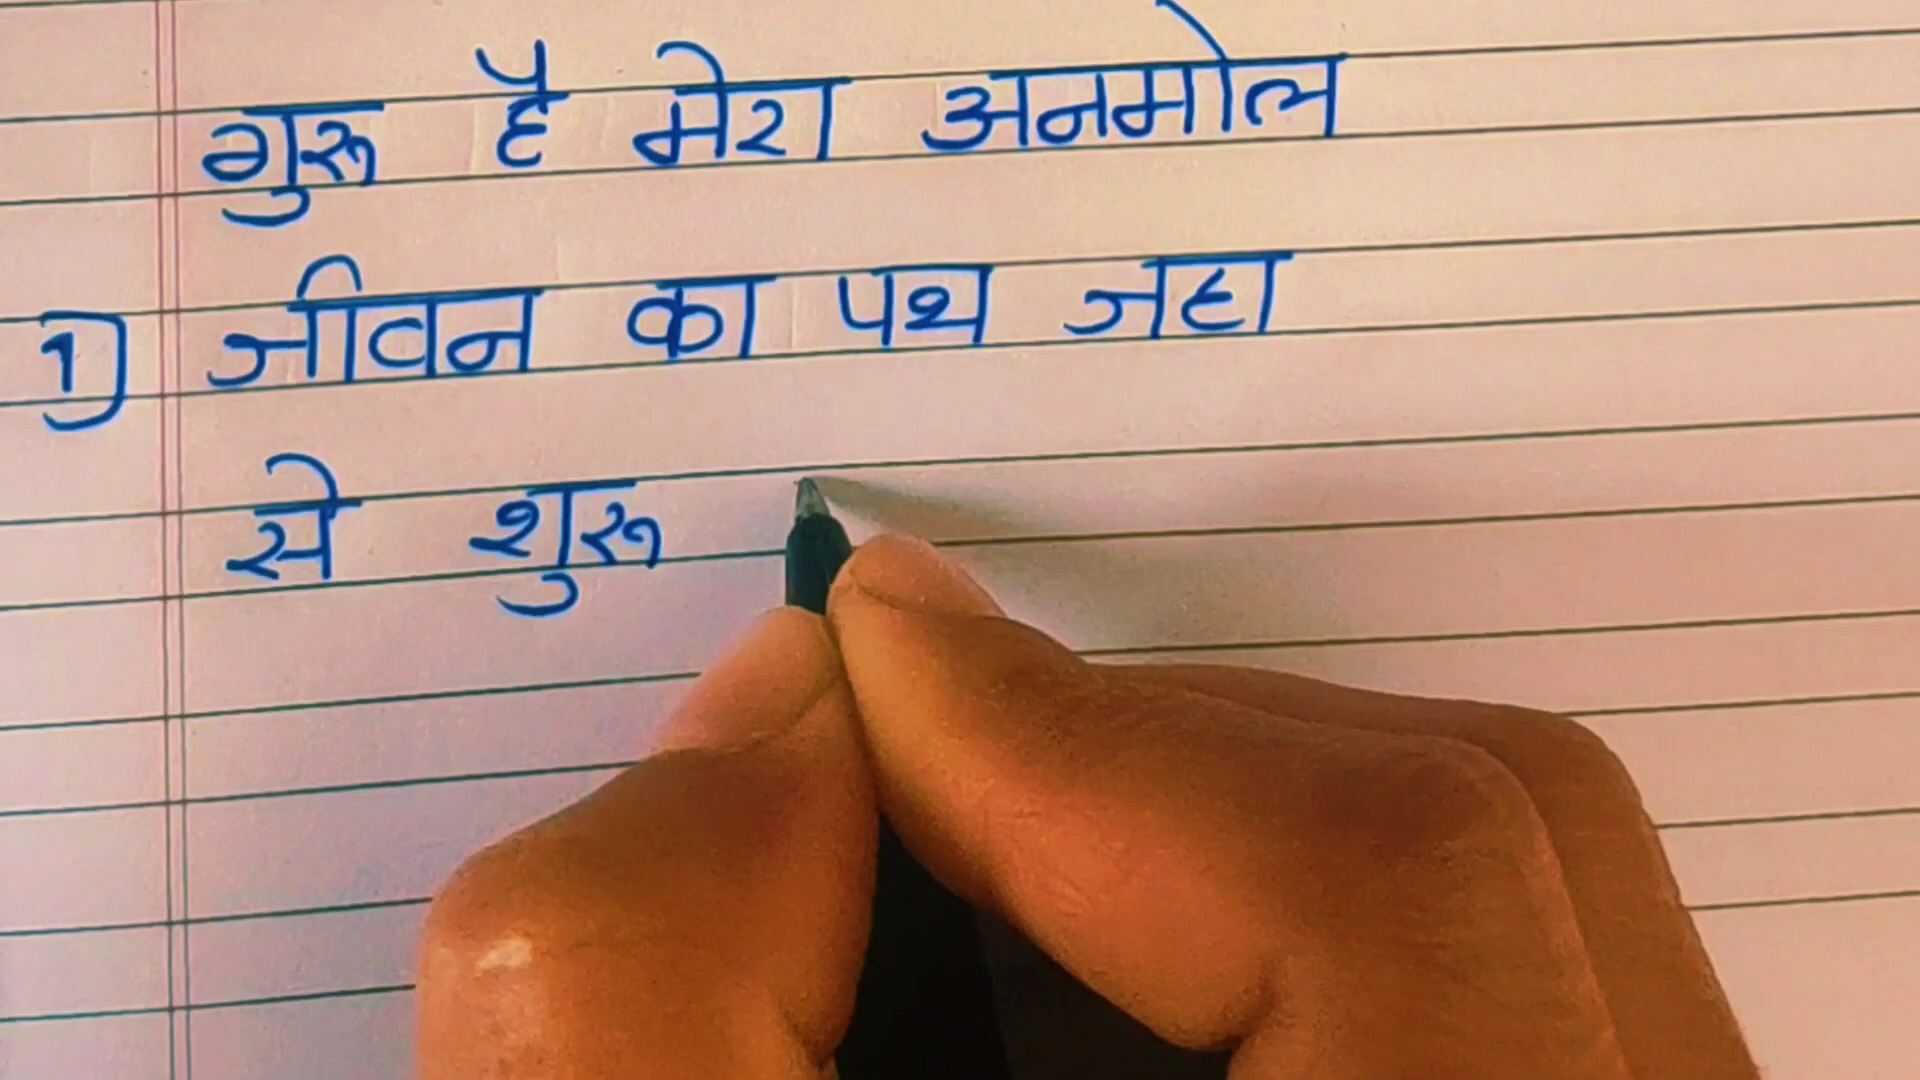 गुरू है मेरा अनमोल
1) जीवन का पथ जहा
से शुरू